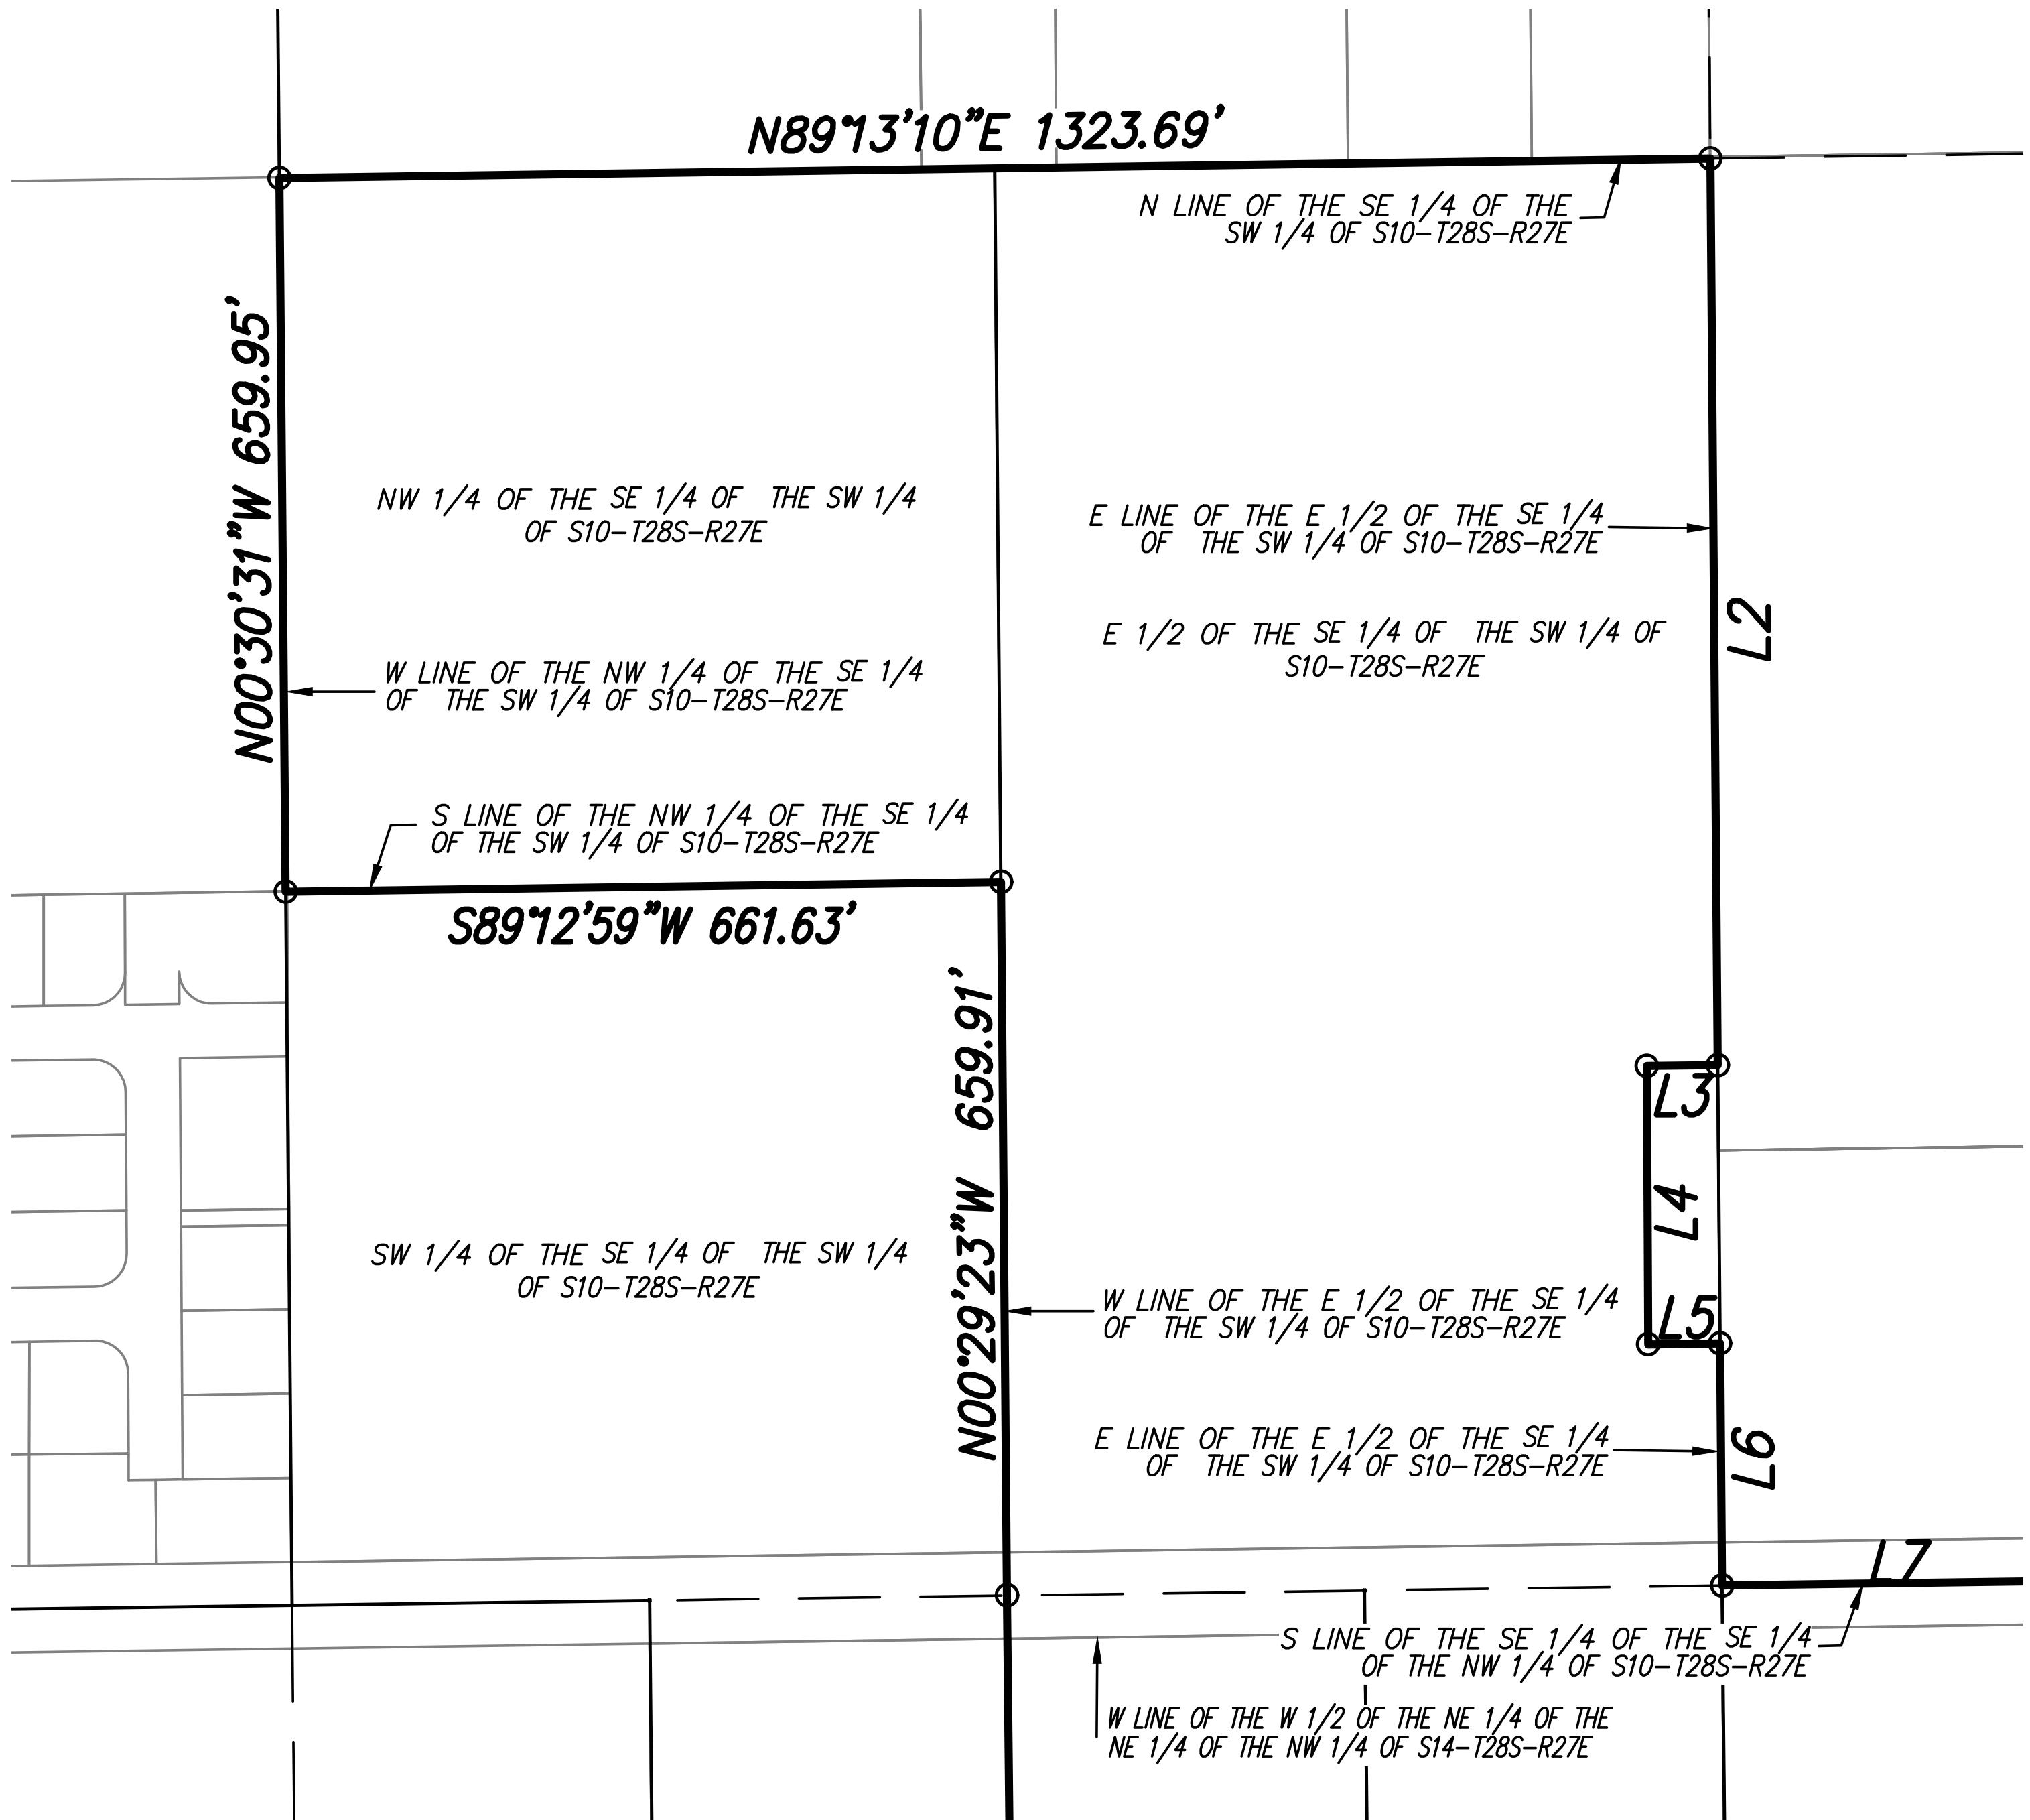 N89°13'10"E 1323.69'
N LINE OF THE SE 1/4 OF THE
SW 1/4 OF S10-T28S-R27E
N00°30'31"W 659.95'
NW 1/4 OF THE SE 1/4 OF THE SW 1/4
OF S10-T28S-R27E
E LINE OF THE E 1/2 OF THE SE 1/4
OF THE SW 1/4 OF S10-T28S-R27E
L2
E 1/2 OF THE SE 1/4 OF THE SW 1/4 OF
S10-T28S-R27E
W LINE OF THE NW 1/4 OF THE SE 1/4
OF THE SW 1/4 OF S10-T28S-R27E
S LINE OF THE NW 1/4 OF THE SE 1/4
OF THE SW 1/4 OF S10-T28S-R27E
S89°12'59"W 661.63'
N00°29'23"W 659.91'
L3
L4
L5
SW 1/4 OF THE SE 1/4 OF THE SW 1/4
OF S10-T28S-R27E
W LINE OF THE E 1/2 OF THE SE 1/4
OF THE SW 1/4 OF S10-T28S-R27E
E LINE OF THE E 1/2 OF THE SE 1/4
OF THE SW 1/4 OF S10-T28S-R27E
L6
L7
S LINE OF THE SE 1/4 OF THE SE 1/4
OF THE NW 1/4 OF S10-T28S-R27E
W LINE OF THE W 1/2 OF THE NE 1/4 OF THE
NE 1/4 OF THE NW 1/4 OF S14-T28S-R27E